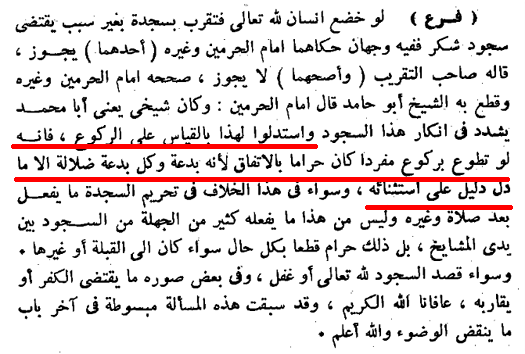 ( فـرع ) لو خضع انسان لله تعالى فتقرب بسجدة بغير سبب يقتضى
سجود شكر ففيه وجهان حكاهما امام الحرمين وغيره ( أحدهما ) يجوز ،
قاله صاحب التقريب ( وأصحهما ) لا يجوز ، صححه امام الحرمين وغيره
وقطع به الشيخ أبو حامد قال امام الحرمين : وكان شيخى يعنى أبا محمد
يشدد فى انكار هذا السجود واستدلوا لهذا بالقياس على الركوع ، فانه
لو تطوع بركوع مفردا كان حراما بالاتفاق لأنه بدعة وكل بدعة ضلالة الا ما
دل دليل على استثنائه ، وسواء فى هذا الخلاف فى تحريم السجدة ما يفعل
بعد صلاة وغيره وليس من هذا ما يفعله كثير من الجهلة من السجود بين
يدى المشايخ ، بل ذلك حرام قطعا بكل حال سواء كان الى القبلة أو غيرها ٠
وسواء قصد السجود لله تعالى أو غفل ، وفى بعض صوره ما يقتضى الكفر أو
يقاربه ، عافانا الله الكريم ، وقد سبقت هذه المسألة مبسوطة فى آخر باب
ما ينقض الوضوء والله أعلم ٠